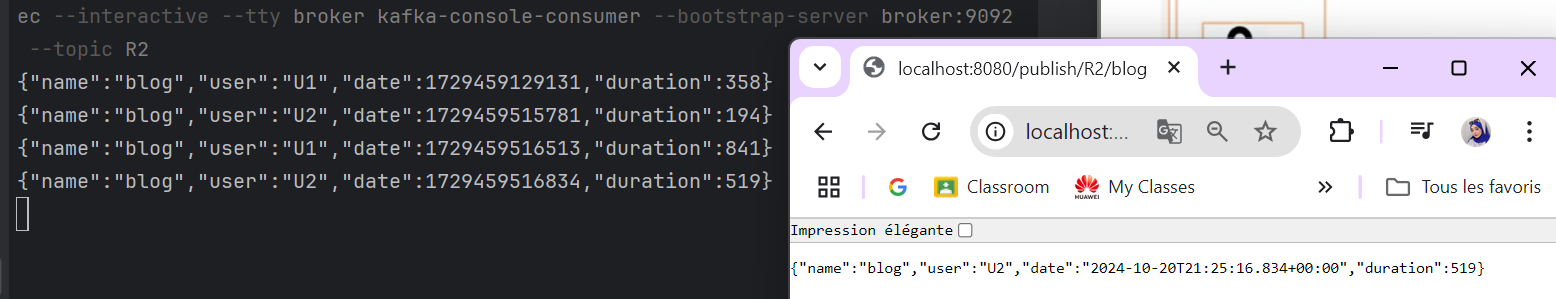 ec --interactive --tty broker kafka-console-consumer --bootstrap-server broker:9092
--topic R2
{"name":"blog","user":"U1","date":1729459129131,"duration":358}
{"name":"blog","user":"U2","date":1729459515781,"duration":194}
{"name":"blog","user":"U1","date":1729459516513,"duration":841}
{"name":"blog","user":"U2","date":1729459516834,"duration":519}
localhost:8080/publish/R2/blog
localhost:...
Classroom
HUAWEI My Classes
Tous les favoris
Impression élégante
{"name":"blog","user":"U2","date":"2024-10-20T21:25:16.834+00:00","duration":519}